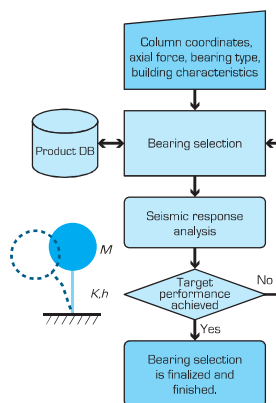 Column coordinates,
axial force, bearing type,
building characteristics
Product DB
Bearing selection
Seismic response
analysis
M
K,h
Target
performance
achieved
No
Yes
Bearing selection
is finalized and
finished.